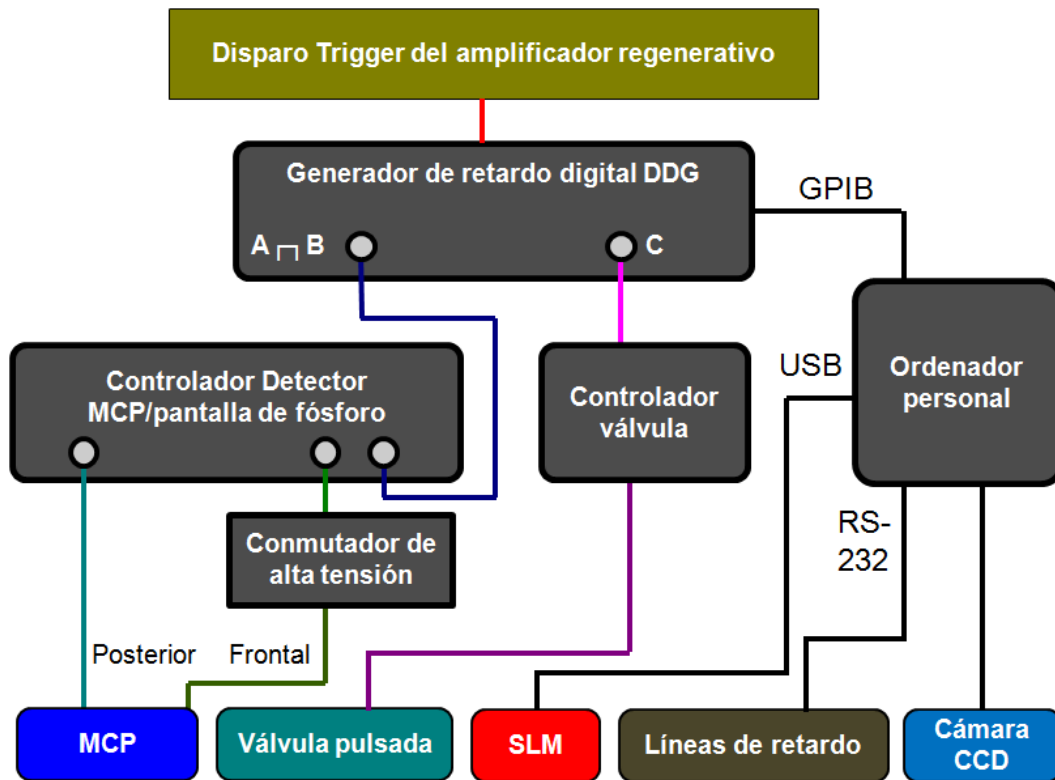 Disparo Trigger del amplificador regenerativo
Generador de retardo digital DDG
GPIB
A B
C
Controlador Detector
MCP/pantalla de fósforo
Controlador
válvula
USB
Ordenador
personal
Conmutador de
alta tensión
RS-
232
Posterior
Frontal
MCP
Válvula pulsada
SLM
Líneas de retardo
Cámara
CCD